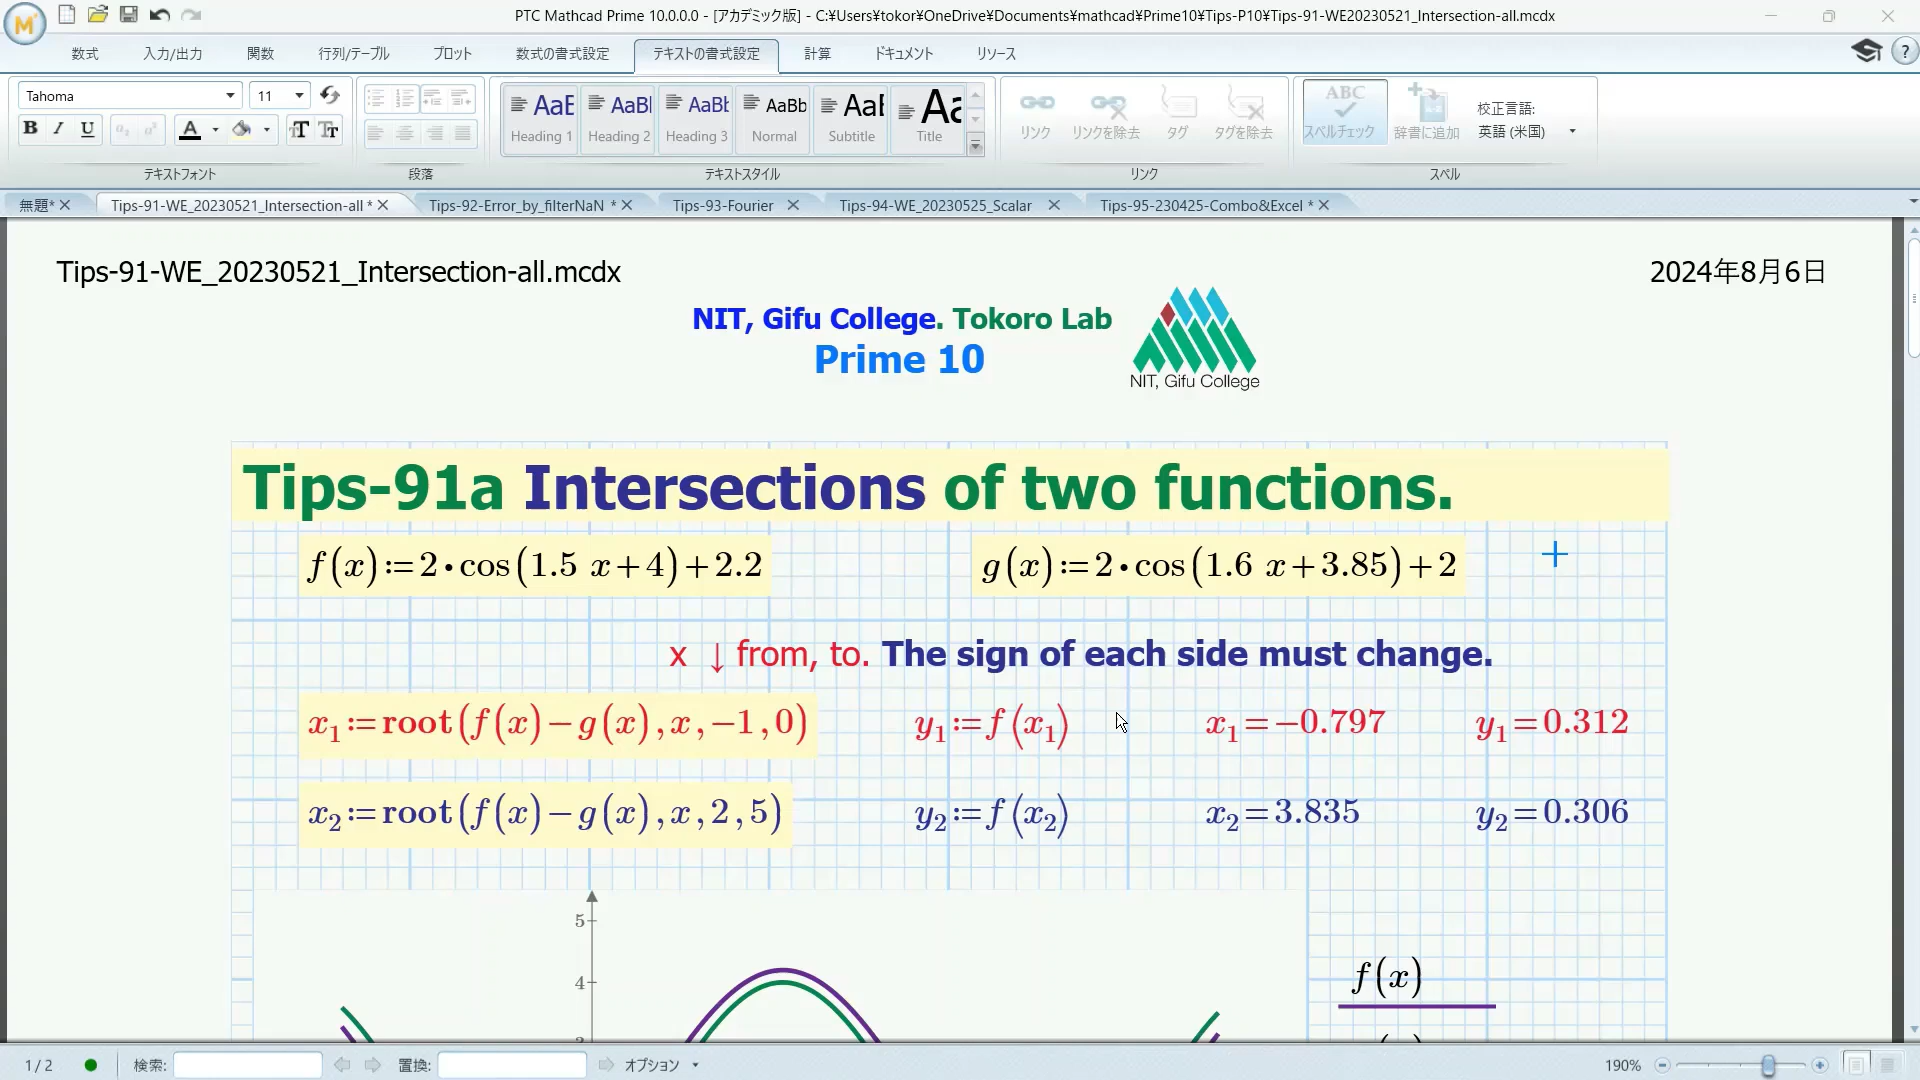 PTC Mathcad Prime 10.0.0.0 - [アカデミック版] - C:¥Users¥tokor¥OneDrive¥Documents¥mathcad¥Prime10¥Tips-P10¥Tips-91-WE20230521_Intersection-all.mcdx
数式 入力/出力 関数 行列/テーブル プロット 数式の書式設定 テキストの書式設定 計算 ドキュメント リソース
Tahoma 11
B I U
AaB AaBl AaBb AaBb AaB Aa
Heading 1 Heading 2 Heading 3 Normal Subtitle Title
リンク リンクを除去 タグ タグを除去
ABC
スペルチェック 辞書に追加
校正言語:
英語 (米国)
テキストフォント 段落 テキストスタイル リンク スペル
無題* Tips-91-WE_20230521_Intersection-all * Tips-92-Error_by_filterNaN * Tips-93-Fourier Tips-94-WE_20230525_Scalar Tips-95-230425-Combo&Excel *
Tips-91-WE_20230521_Intersection-all.mcdx 2024年8月6日
NIT, Gifu College. Tokoro Lab
Prime 10
NIT, Gifu College
Tips-91a Intersections of two functions.
f(x):=2·cos(1.5 x+4)+2.2 g(x):=2·cos(1.6 x+3.85)+2
x ↓ from, to. The sign of each side must change.
x₁:=root(f(x)−g(x),x,−1,0) y₁:=f(x₁) x₁=−0.797 y₁=0.312
x₂:=root(f(x)−g(x),x,2,5) y₂:=f(x₂) x₂=3.835 y₂=0.306
5
4
f(x)
1 / 2 検索: 置換: オプション 190%